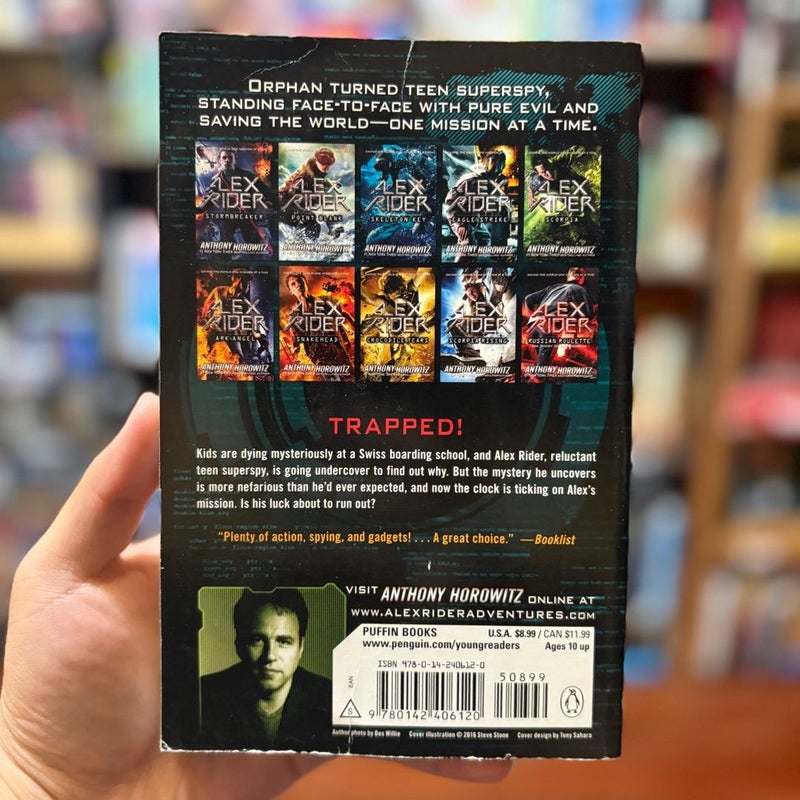 ORPHAN TURNED TEEN SUPERSPY,
STANDING FACE-TO-FACE WITH PURE EVIL AND
SAVING THE WORLD—ONE MISSION AT A TIME.
ALEX RIDER STORMBREAKER ANTHONY HOROWITZ
ALEX RIDER POINT BLANK ANTHONY HOROWITZ
ALEX RIDER SKELETON KEY ANTHONY HOROWITZ
ALEX RIDER EAGLE STRIKE ANTHONY HOROWITZ
ALEX RIDER SCORPIA ANTHONY HOROWITZ
ALEX RIDER ARK ANGEL ANTHONY HOROWITZ
ALEX RIDER SNAKEHEAD ANTHONY HOROWITZ
ALEX RIDER CROCODILE TEARS ANTHONY HOROWITZ
ALEX RIDER SCORPIA RISING ANTHONY HOROWITZ
ALEX RIDER RUSSIAN ROULETTE ANTHONY HOROWITZ
TRAPPED!
Kids are dying mysteriously at a Swiss boarding school, and Alex Rider, reluctant
teen superspy, is going undercover to find out why. But the mystery he uncovers
is more nefarious than he'd ever expected, and now the clock is ticking on Alex's
mission. Is his luck about to run out?
"Plenty of action, spying, and gadgets! . . . A great choice." —Booklist
VISIT ANTHONY HOROWITZ ONLINE AT
WWW.ALEXRIDERADVENTURES.COM
PUFFIN BOOKS U.S.A. $8.99 / CAN $11.99
www.penguin.com/youngreaders Ages 10 up
ISBN 978-0-14-240612-0
50899
EAN
S
9 780142 406120
Author photo by Des Willie Cover illustration © 2016 Steve Stone Cover design by Tony Sahara